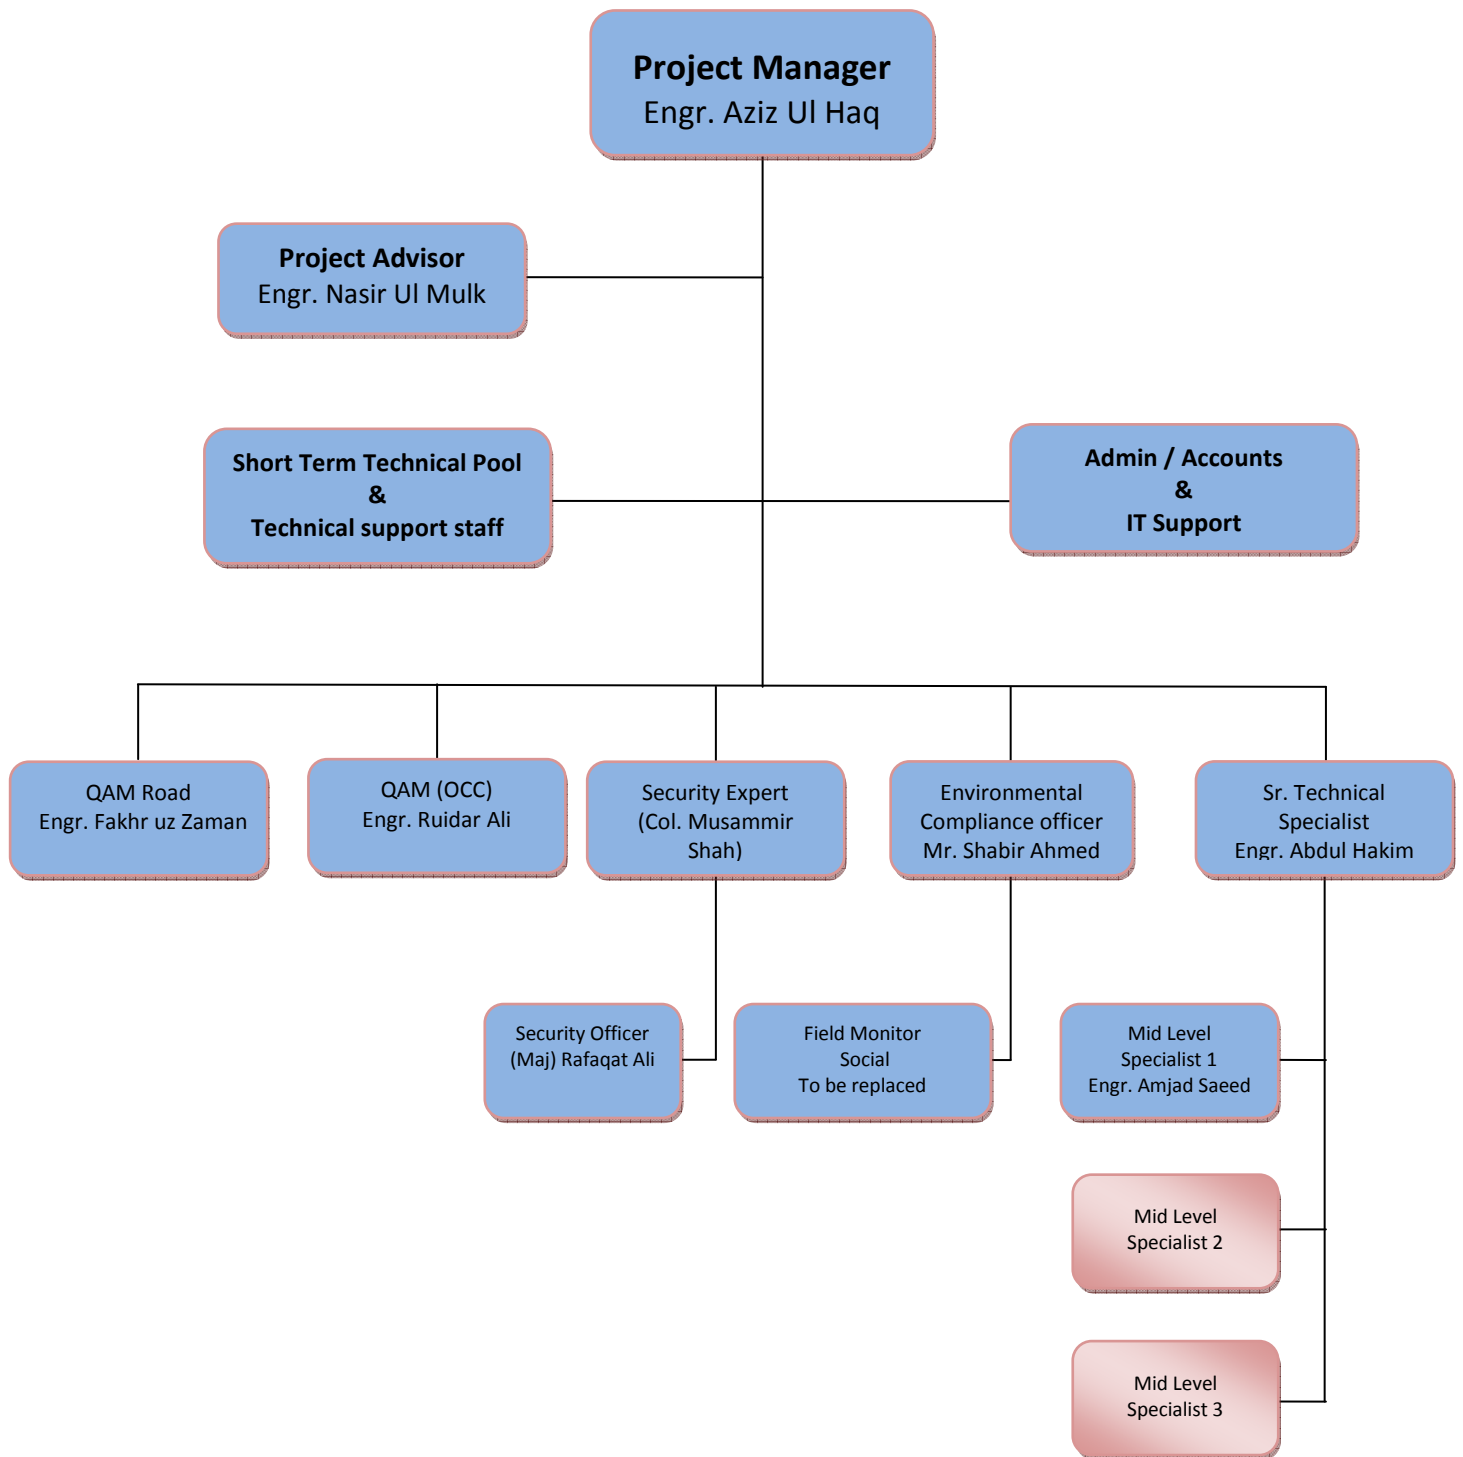 Project Manager
Engr. Aziz Ul Haq
Project Advisor
Engr. Nasir Ul Mulk
Short Term Technical Pool
&
Technical support staff
Admin / Accounts
&
IT Support
QAM Road
Engr. Fakhr uz Zaman
QAM (OCC)
Engr. Ruidar Ali
Security Expert
(Col. Musammir
Shah)
Environmental
Compliance officer
Mr. Shabir Ahmed
Sr. Technical
Specialist
Engr. Abdul Hakim
Security Officer
(Maj) Rafaqat Ali
Field Monitor
Social
To be replaced
Mid Level
Specialist 1
Engr. Amjad Saeed
Mid Level
Specialist 2
Mid Level
Specialist 3